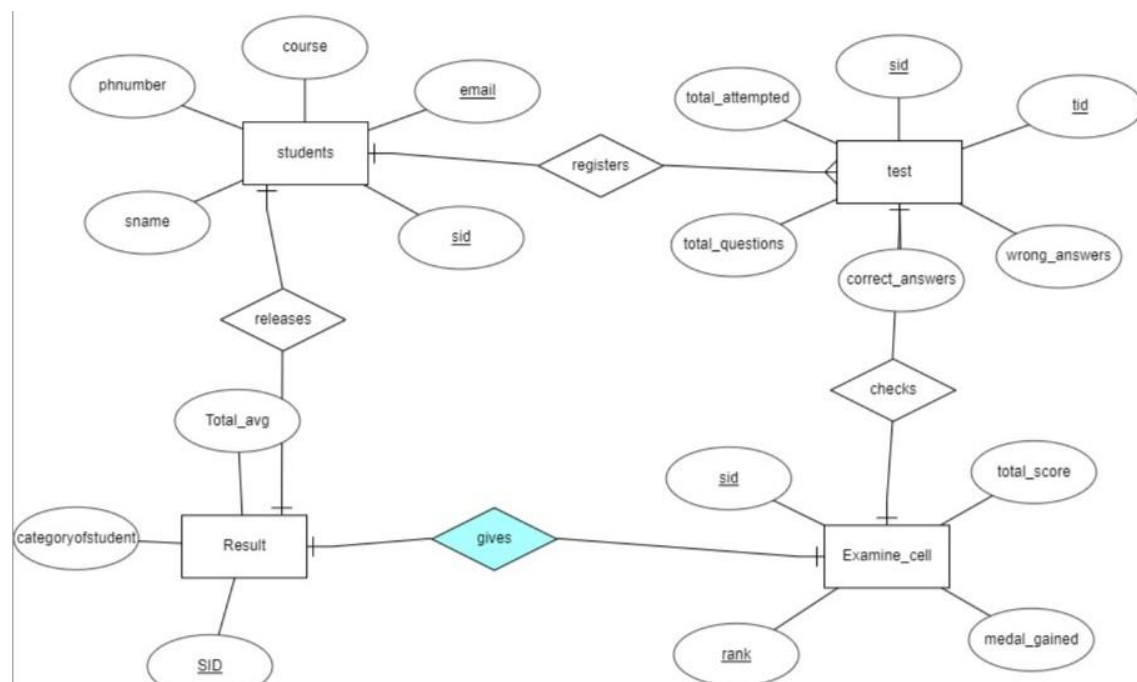 course
phnumber
email
students
sname
sid
registers
sid
total_attempted
tid
test
total_questions
wrong_answers
correct_answers
releases
checks
Total_avg
categoryofstudent
Result
SID
gives
sid
total_score
Examine_cell
rank
medal_gained